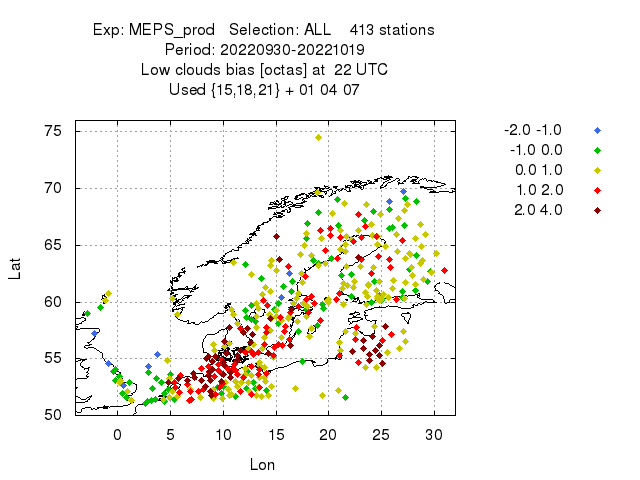 Exp: MEPS_prod Selection: ALL 413 stations
Period: 20220930-20221019
Low clouds bias [octas] at 22 UTC
Used {15,18,21} + 01 04 07
-2.0 -1.0
-1.0 0.0
0.0 1.0
1.0 2.0
2.0 4.0
75
70
65
60
55
50
Lat
0 5 10 15 20 25 30
Lon